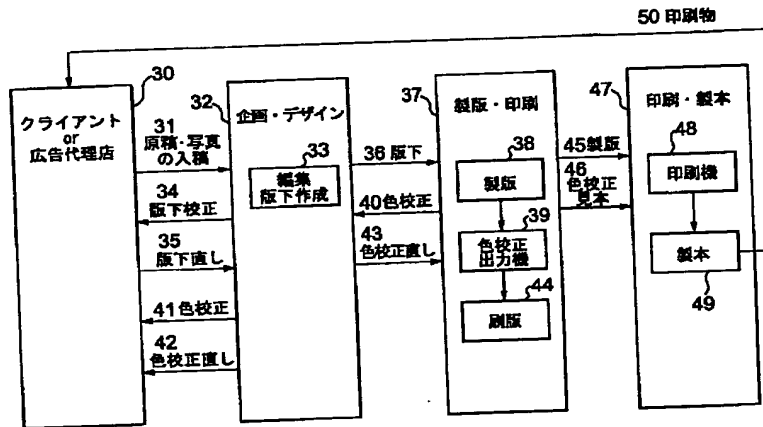 50 印刷物
30
クライアント
or
広告代理店
31
原稿・写真
の入稿
34
版下校正
35
版下直し
41 色校正
42
色校正直し
32
企画・デザイン
33
編集
版下作成
36 版下
40 色校正
43
色校正直し
37
製版・印刷
38
製版
39
色校正
出力機
44
刷版
45 製版
46
色校正
見本
47
印刷・製本
48
印刷機
製本
49